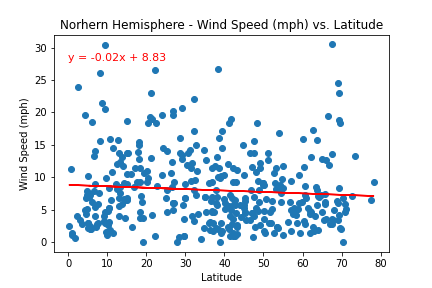 Norhern Hemisphere - Wind Speed (mph) vs. Latitude
y = -0.02x + 8.83
Wind Speed (mph)
30
25
20
15
10
5
0
0 10 20 30 40 50 60 70 80
Latitude